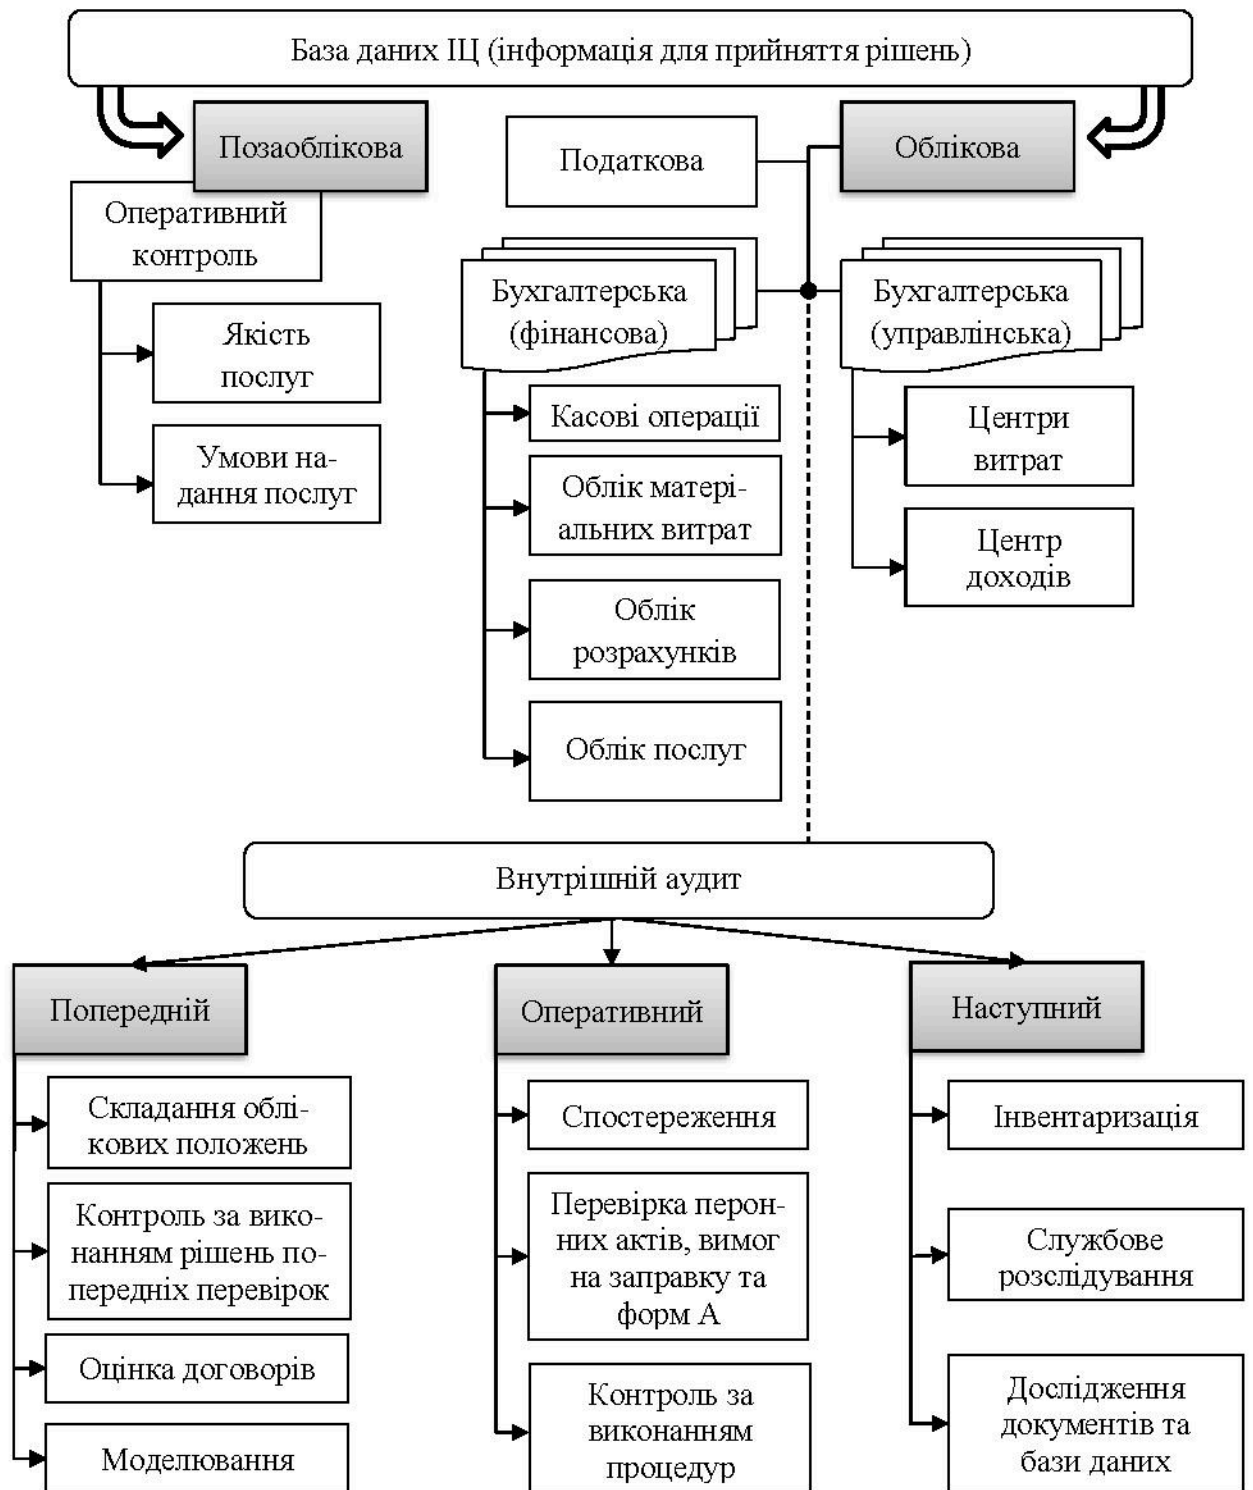 База даних ІЦ (інформація для прийняття рішень)
Позаоблікова
Податкова
Облікова
Оперативний
контроль
Якість
послуг
Умови на-
дання послуг
Бухгалтерська
(фінансова)
Касові операції
Облік матері-
альних витрат
Облік
розрахунків
Облік послуг
Бухгалтерська
(управлінська)
Центри
витрат
Центр
доходів
Внутрішній аудит
Попередній
Складання облі-
кових положень
Контроль за вико-
нанням рішень по-
передніх перевірок
Оцінка договорів
Моделювання
Оперативний
Спостереження
Перевірка перон-
них актів, вимог
на заправку та
форм А
Контроль за
виконанням
процедур
Наступний
Інвентаризація
Службове
розслідування
Дослідження
документів та
бази даних